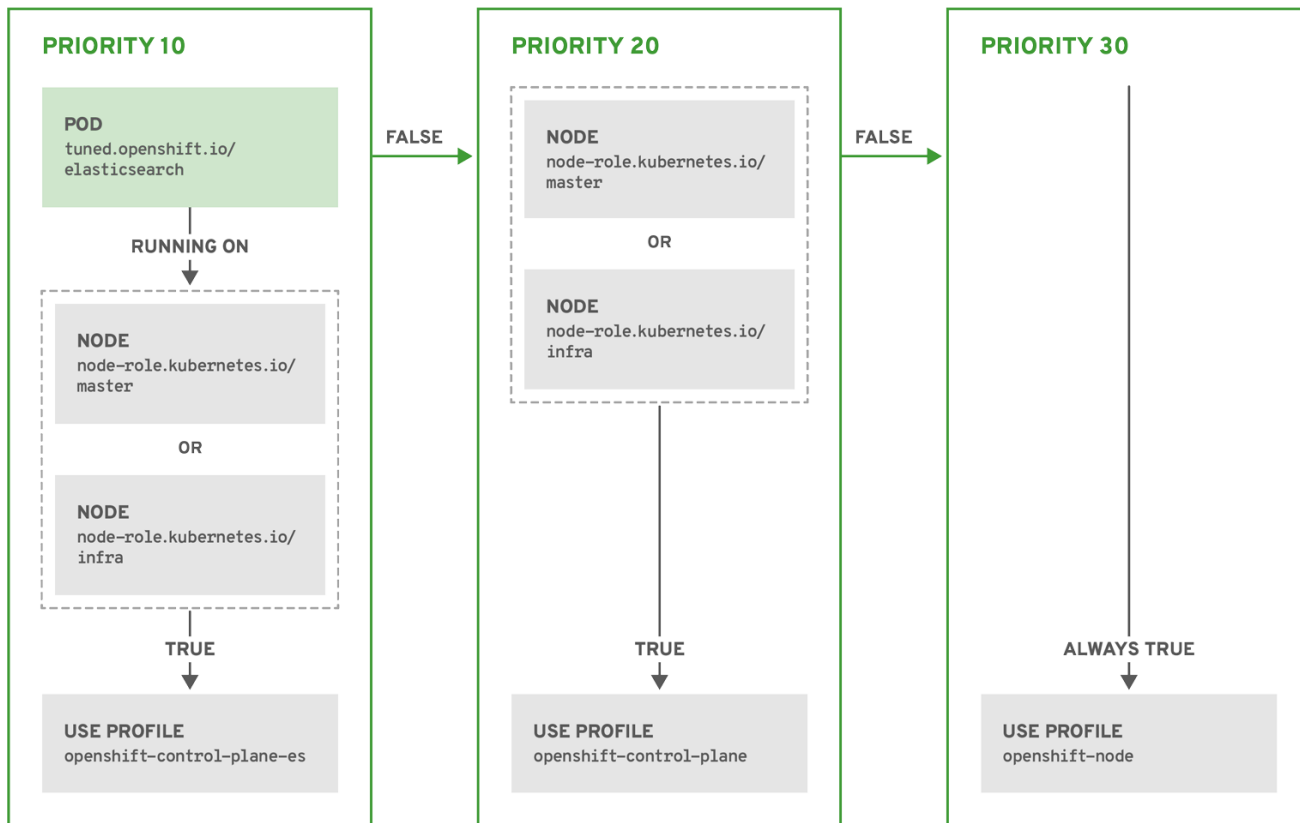 PRIORITY 10
POD
tuned.openshift.io/
elasticsearch
RUNNING ON
NODE
node-role.kubernetes.io/
master
OR
NODE
node-role.kubernetes.io/
infra
TRUE
USE PROFILE
openshift-control-plane-es
FALSE
PRIORITY 20
NODE
node-role.kubernetes.io/
master
OR
NODE
node-role.kubernetes.io/
infra
TRUE
USE PROFILE
openshift-control-plane
FALSE
PRIORITY 30
ALWAYS TRUE
USE PROFILE
openshift-node